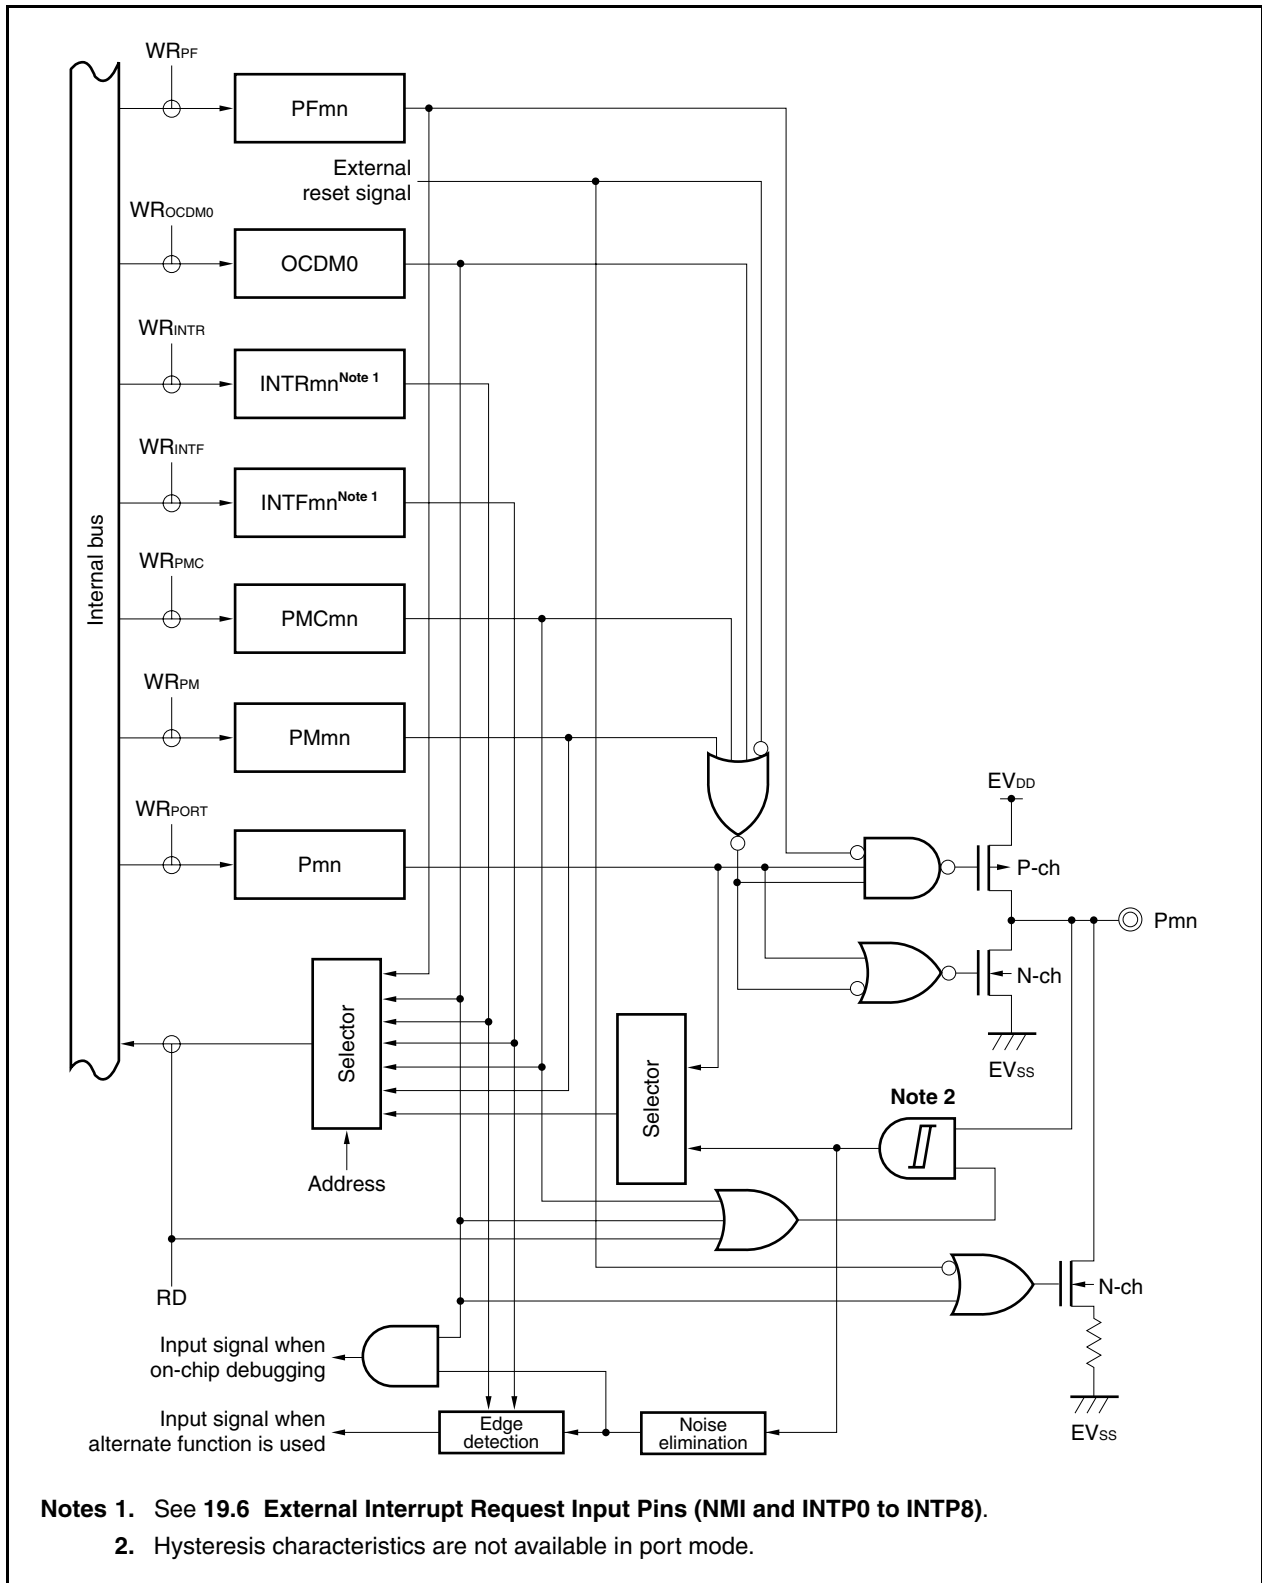 WRPF
PFmn
External
reset signal
WROCDM0
OCDM0
WRINTR
INTRmnNote 1
WRINTF
INTFmnNote 1
Internal bus
WRPMC
PMCmn
WRPM
PMmn
EVDD
WRPORT
Pmn
P-ch
Pmn
N-ch
Selector
Selector
EVSS
Note 2
Address
RD
N-ch
Input signal when
on-chip debugging
Input signal when
alternate function is used
Edge
detection
Noise
elimination
EVSS
Notes 1. See 19.6 External Interrupt Request Input Pins (NMI and INTP0 to INTP8).
2. Hysteresis characteristics are not available in port mode.